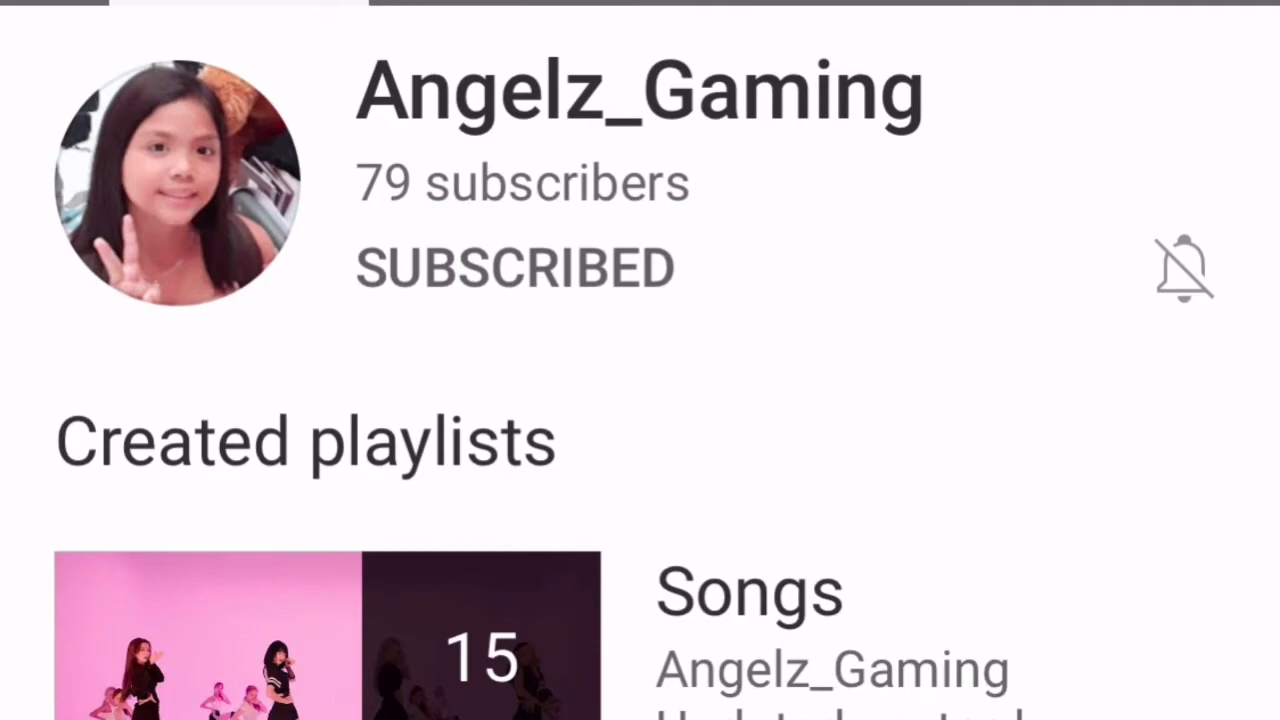 Angelz_Gaming
79 subscribers
SUBSCRIBED
Created playlists
15
Songs
Angelz_Gaming